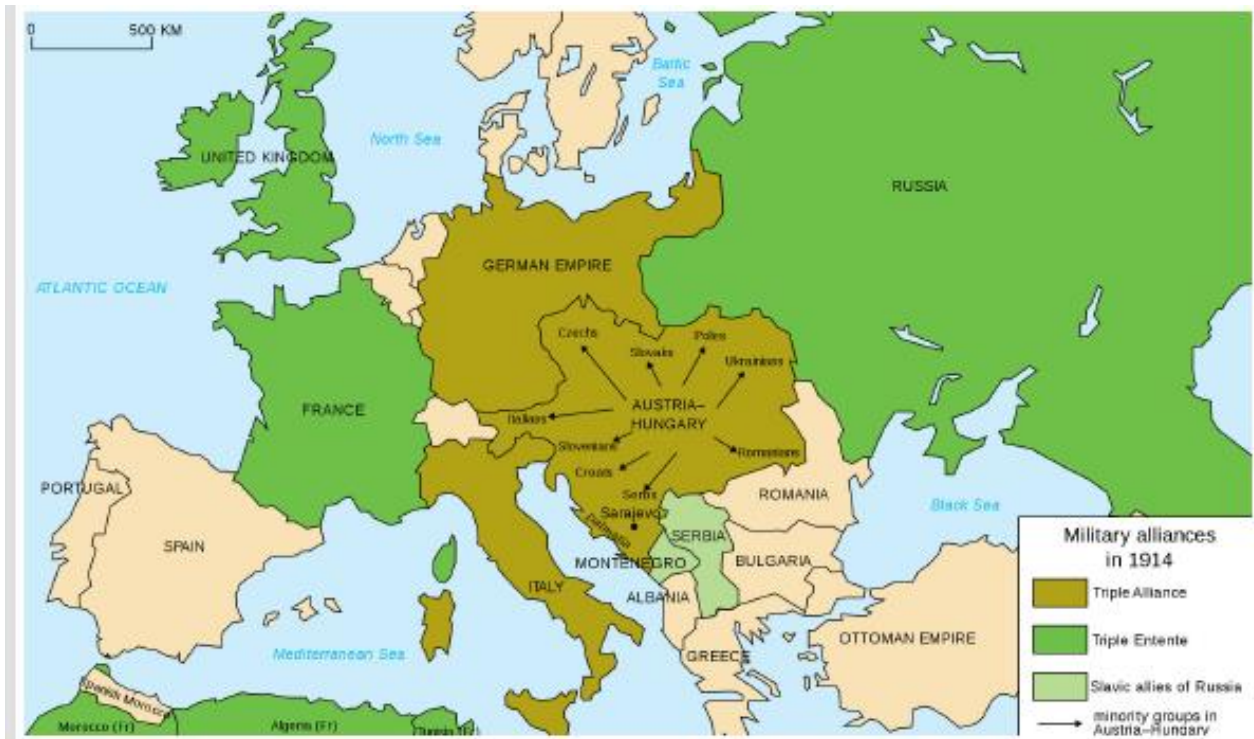 0 500 KM
Baltic
Sea
North Sea
UNITED KINGDOM
RUSSIA
GERMAN EMPIRE
ATLANTIC OCEAN
Czechs
Slovaks
Poles
Ukrainians
AUSTRIA–
HUNGARY
FRANCE
Italians
Slovenians
Romanians
Croats
Serbs
PORTUGAL
ROMANIA
Black Sea
Sarajevo
Dalmatia
SERBIA
SPAIN
MONTENEGRO
BULGARIA
ITALY
ALBANIA
OTTOMAN EMPIRE
Mediterranean Sea
GREECE
Spanish Morocco
Morocco (Fr)
Algeria (Fr)
Tunisia (Fr)
Military alliances
in 1914
Triple Alliance
Triple Entente
Slavic allies of Russia
minority groups in
Austria–Hungary